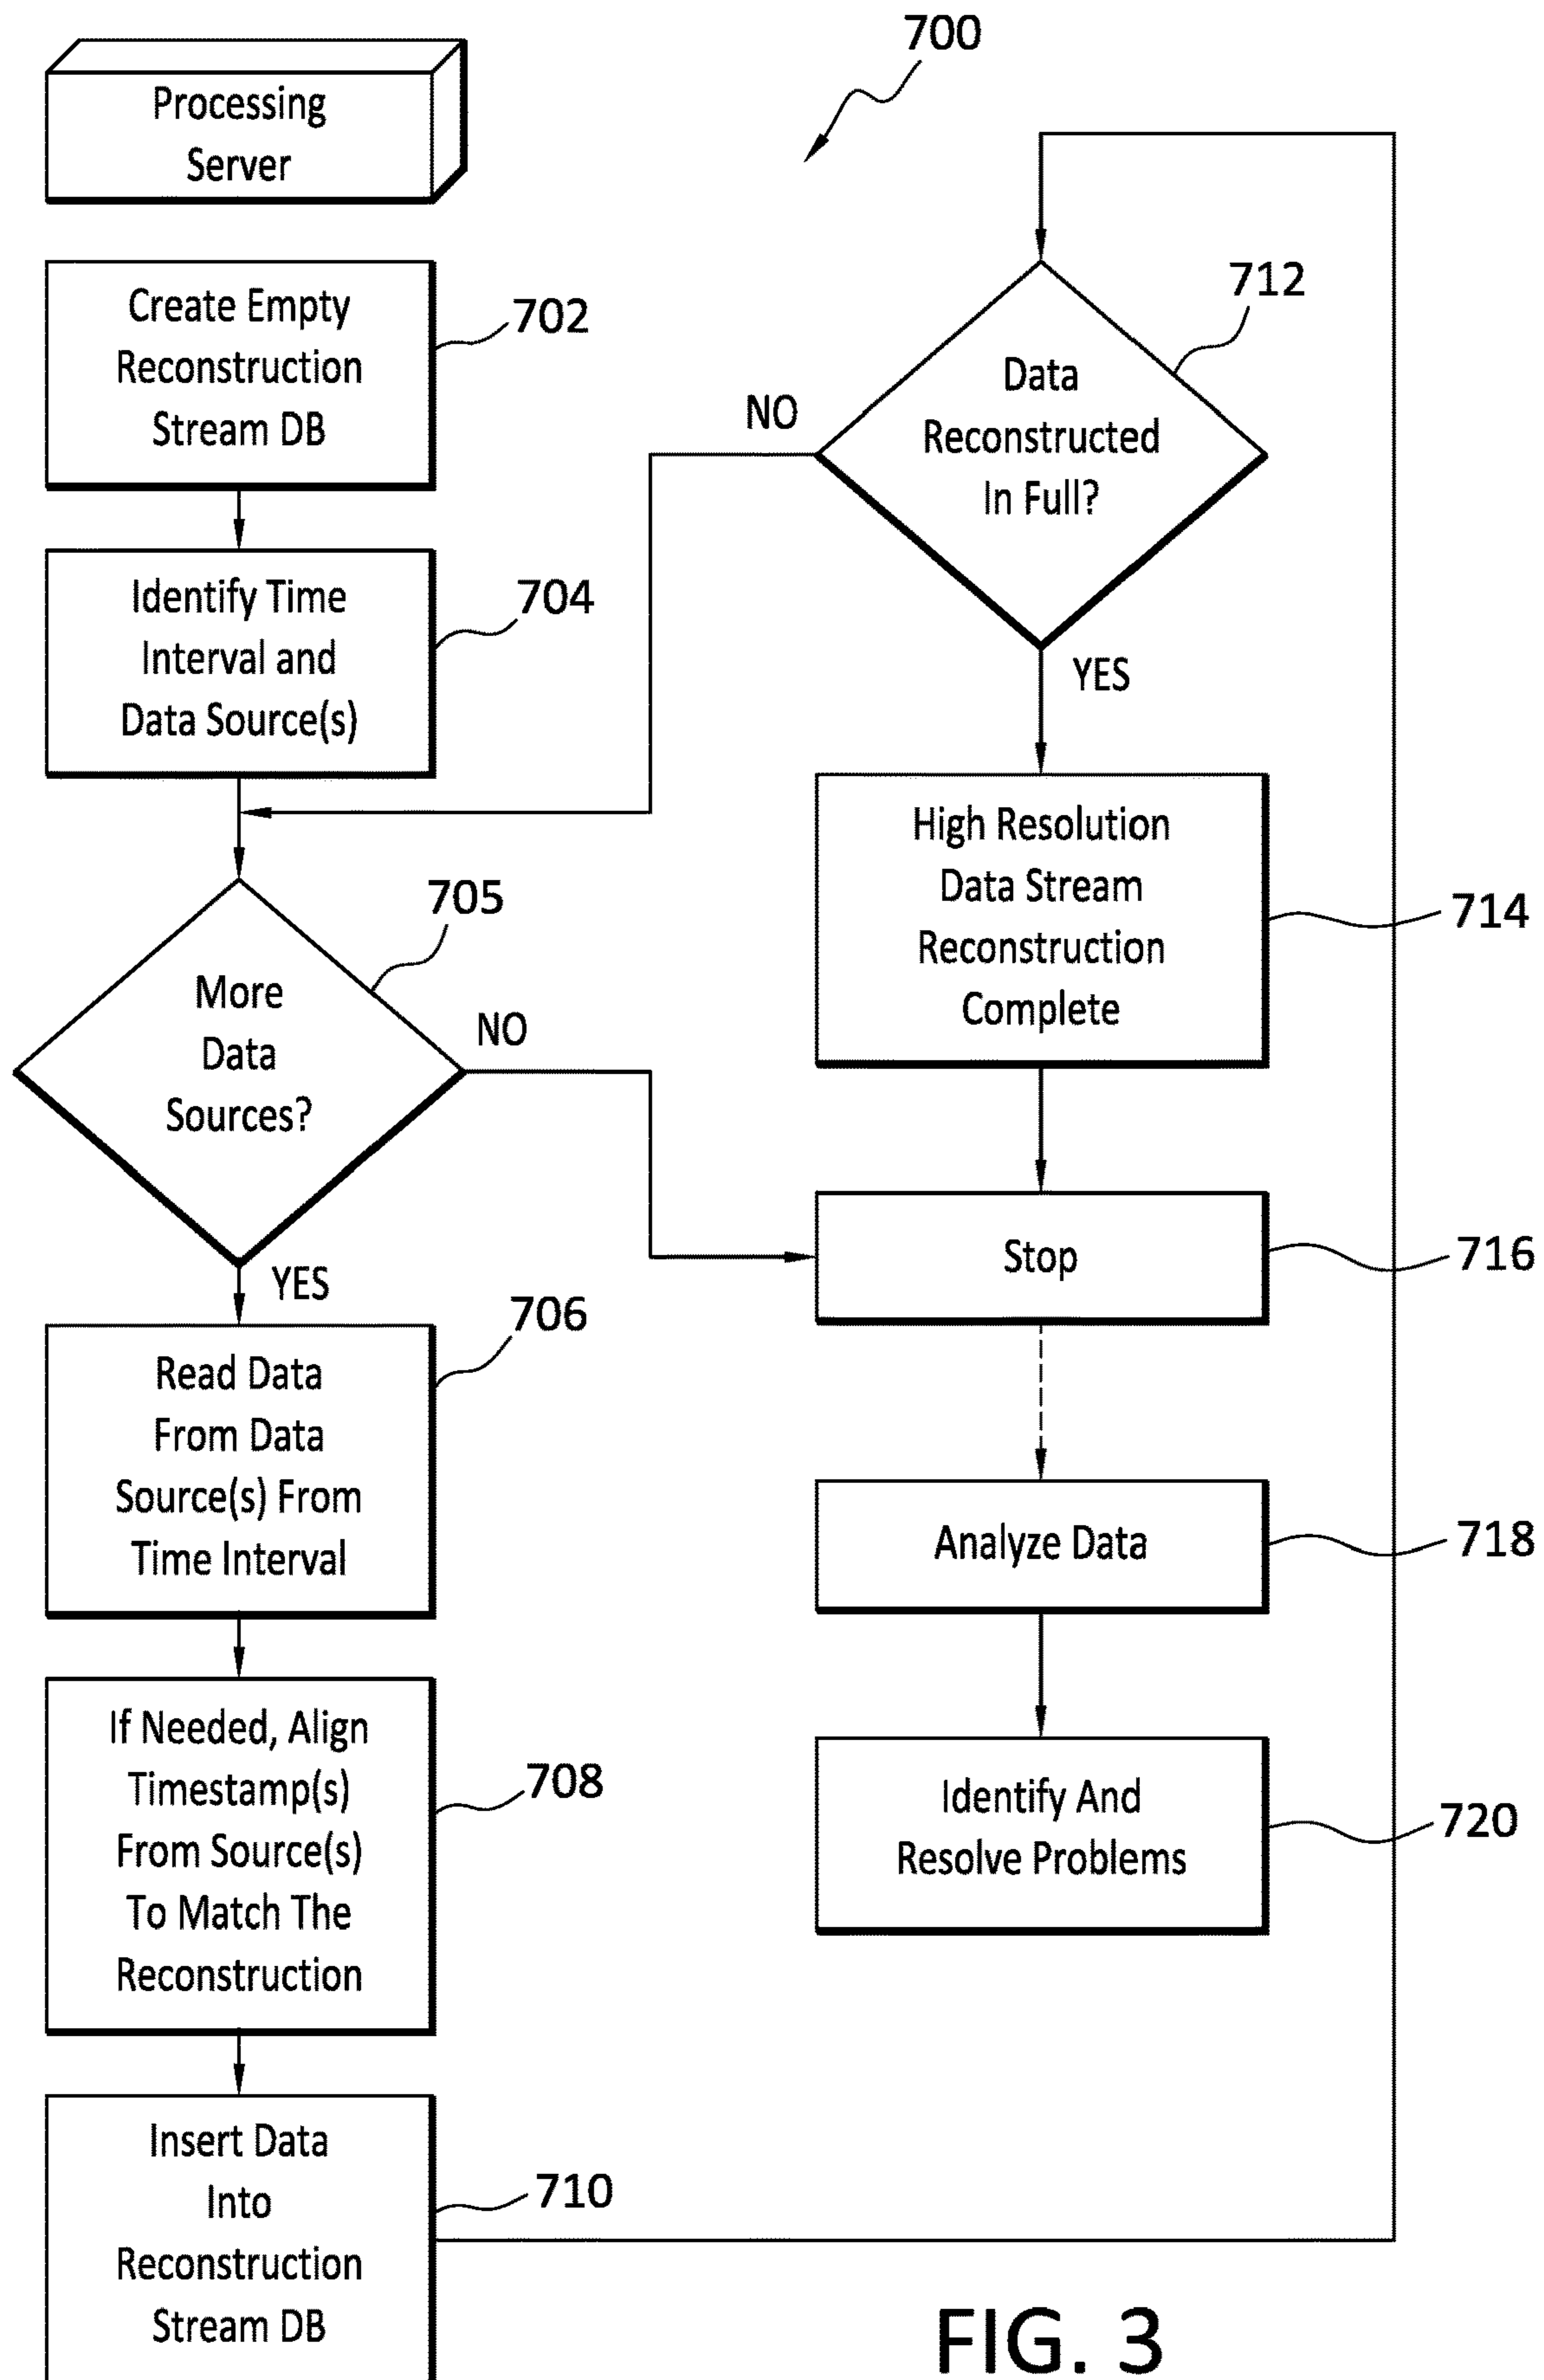 700
Processing
Server
Create Empty
Reconstruction
Stream DB
702
Identify Time
Interval and
Data Source(s)
704
More
Data
Sources?
705
NO
YES
Read Data
From Data
Source(s) From
Time Interval
706
If Needed, Align
Timestamp(s)
From Source(s)
To Match The
Reconstruction
708
Insert Data
Into
Reconstruction
Stream DB
710
Data
Reconstructed
In Full?
712
NO
YES
High Resolution
Data Stream
Reconstruction
Complete
714
Stop
716
Analyze Data
718
Identify And
Resolve Problems
720
FIG. 3